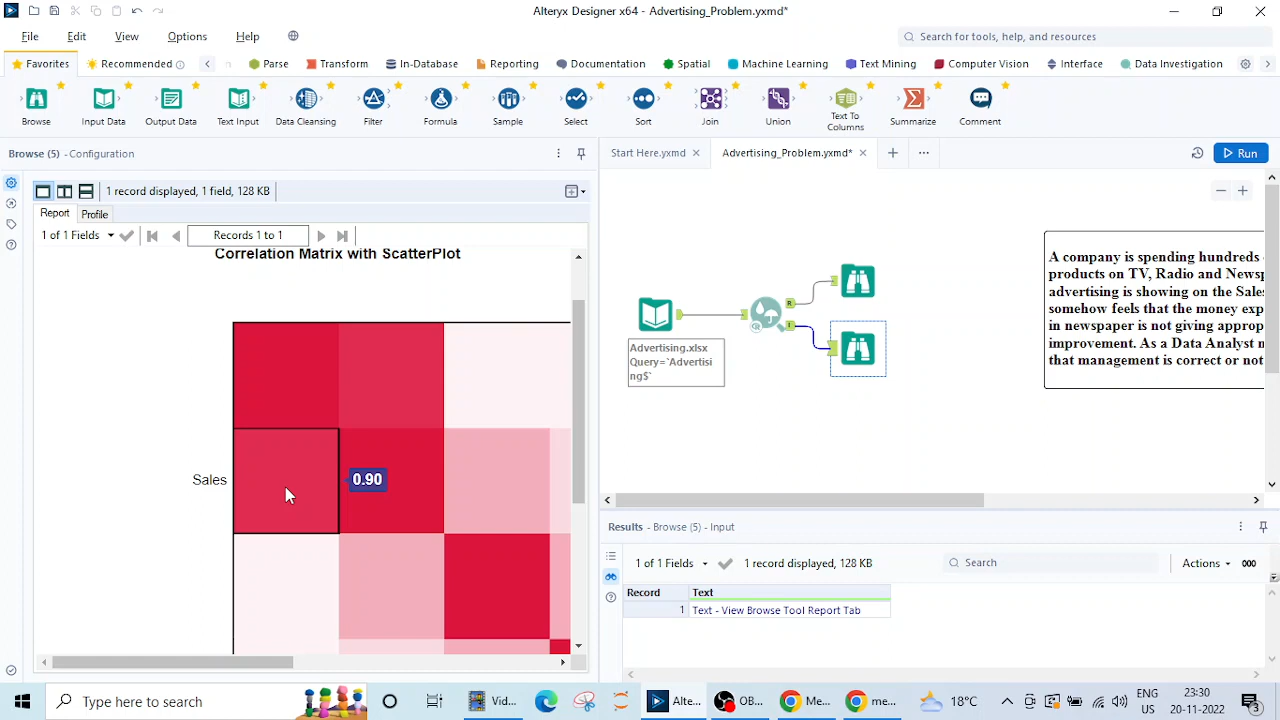 Alteryx Designer x64 - Advertising_Problem.yxmd*
File Edit View Options Help
Search for tools, help, and resources
Favorites Recommended Parse Transform In-Database Reporting Documentation Spatial Machine Learning Text Mining Computer Vision Interface Data Investigation
Browse Input Data Output Data Text Input Data Cleansing Filter Formula Sample Select Sort Join Union Text To Columns Summarize Comment
Browse (5) - Configuration
Start Here.yxmd Advertising_Problem.yxmd* Run
1 record displayed, 1 field, 128 KB
Report Profile
1 of 1 Fields Records 1 to 1
Correlation Matrix with ScatterPlot
Sales
0.90
R
I
Advertising.xlsx
Query=`Advertisi
ng$`
A company is spending hundreds
products on TV, Radio and Newsp
advertising is showing on the Sales
somehow feels that the money exp
in newspaper is not giving approp
improvement. As a Data Analyst n
that management is correct or not
Results - Browse (5) - Input
1 of 1 Fields 1 record displayed, 128 KB Search Actions 000
Record Text
1 Text - View Browse Tool Report Tab
Type here to search
Vid...
Alte...
OB...
Me...
me...
18°C
ENG
US
23:30
20-11-2022
3